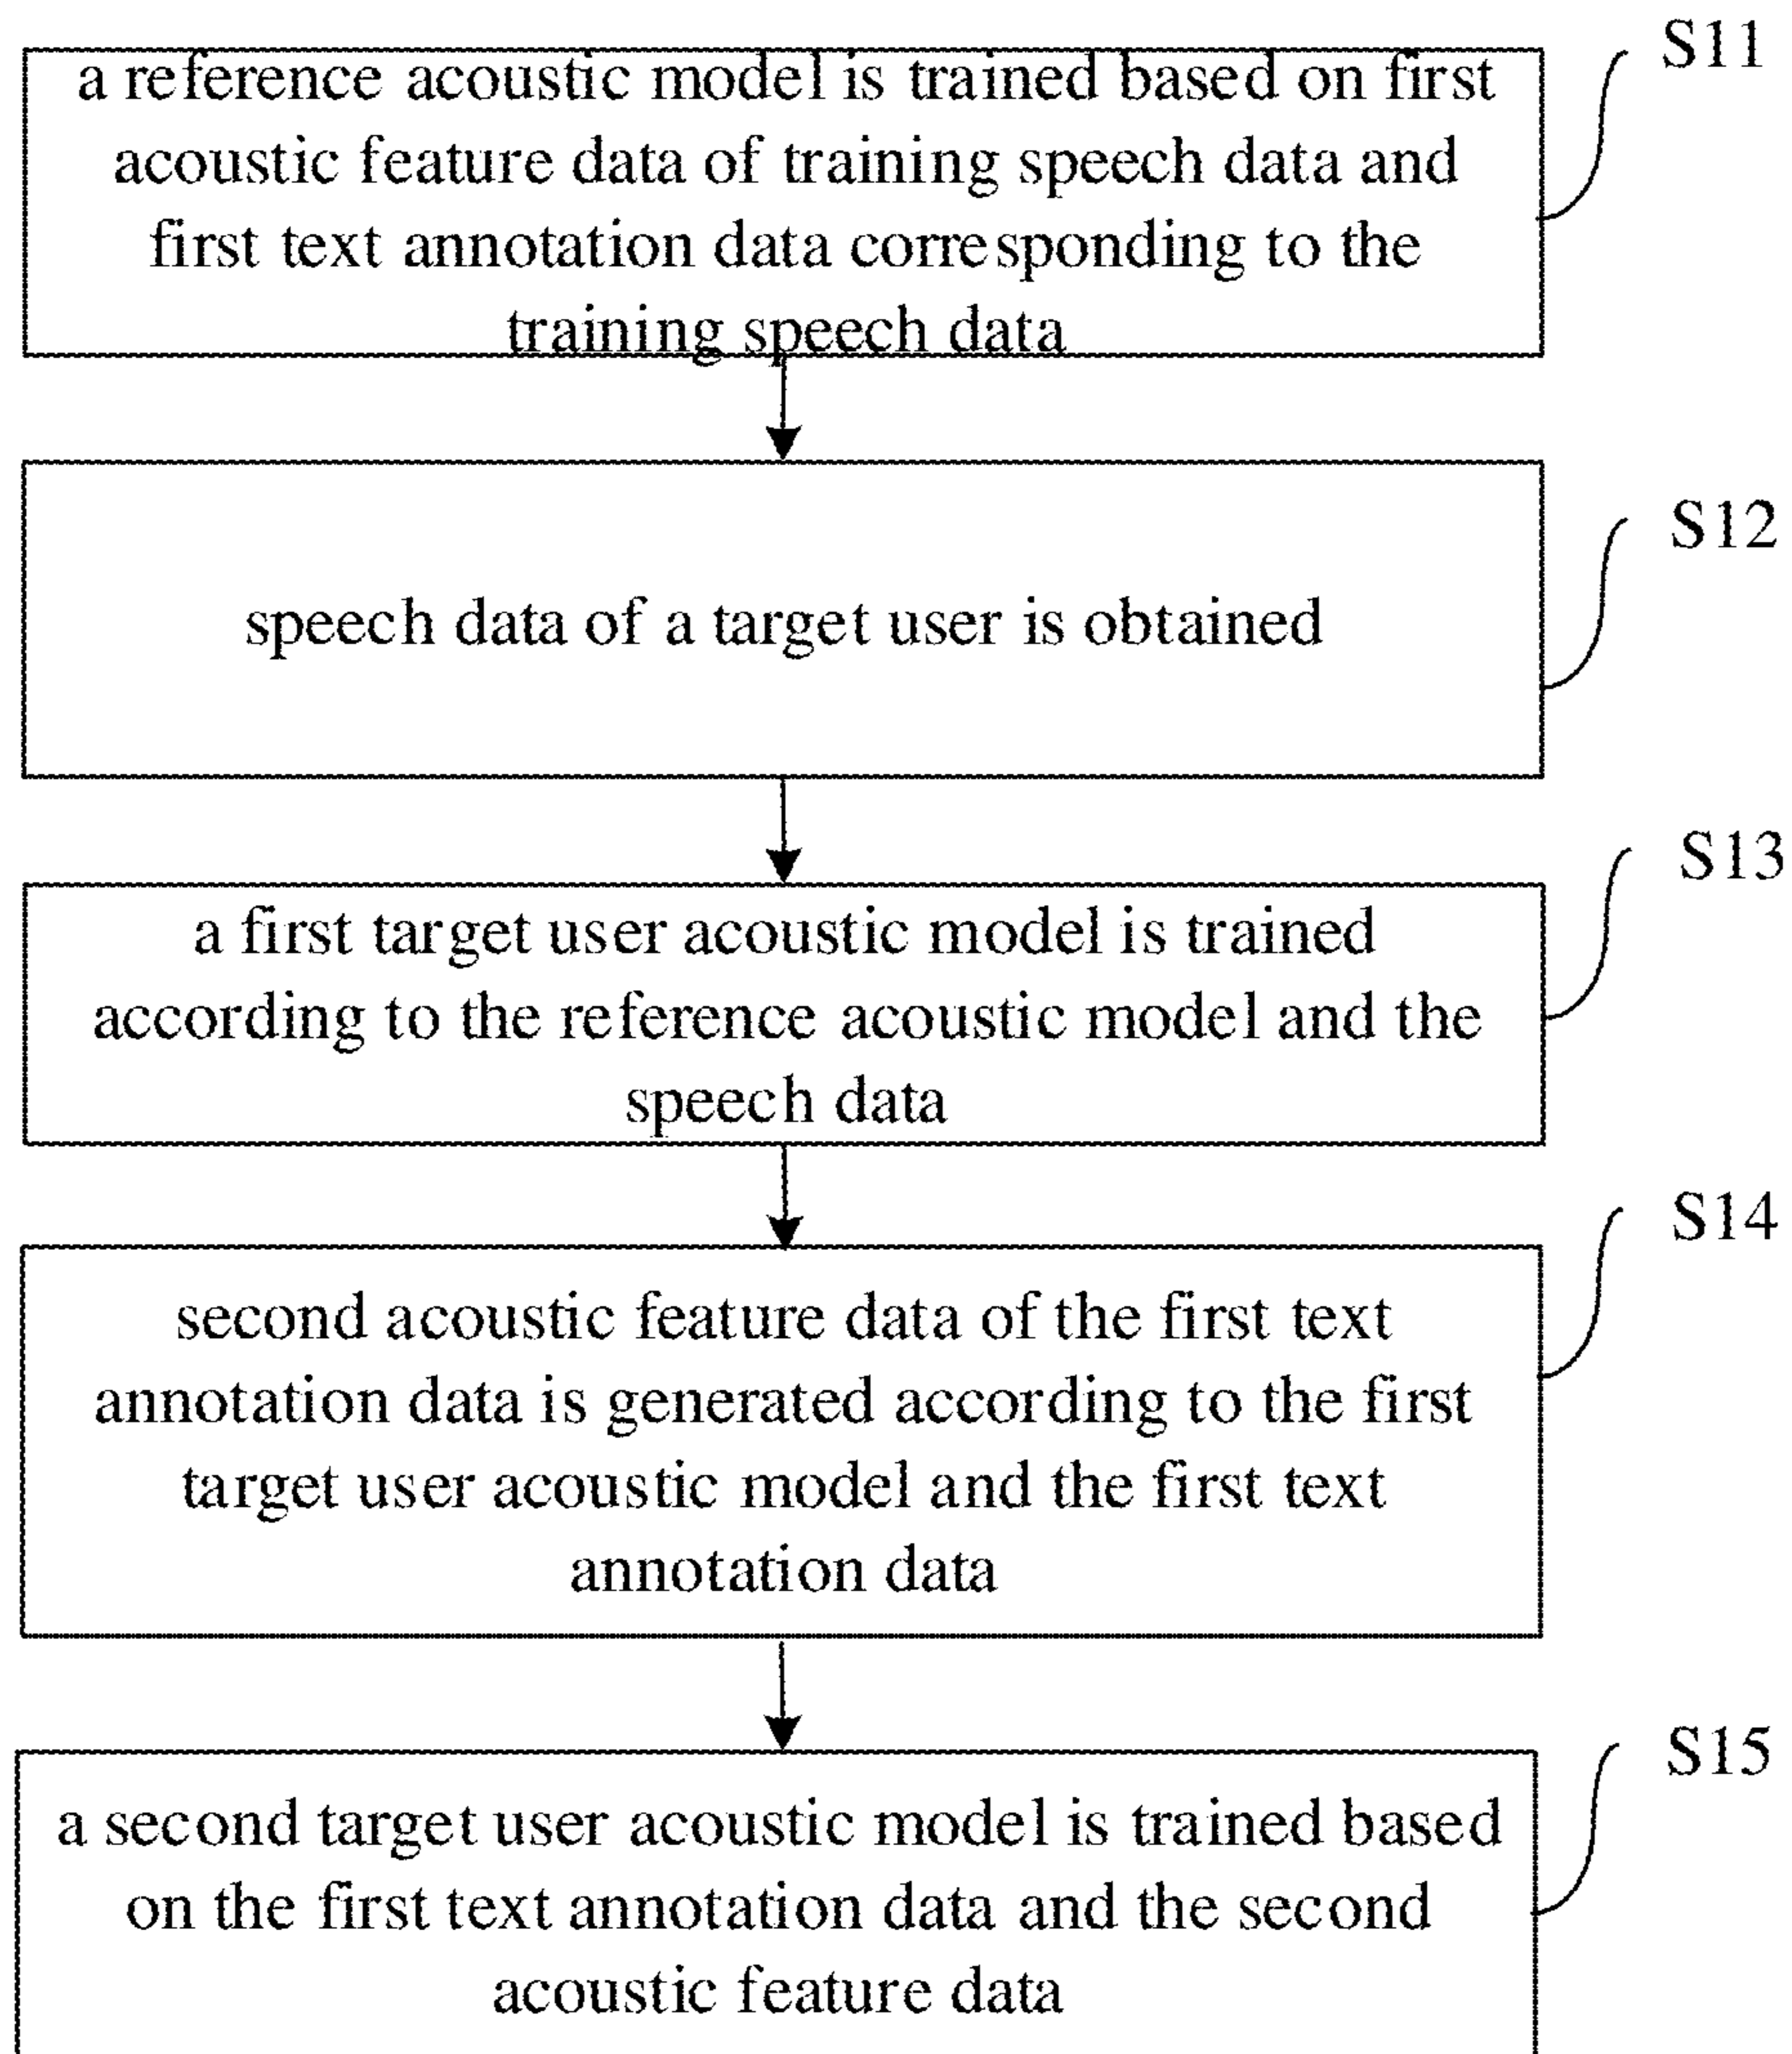 S11
a reference acoustic model is trained based on first
acoustic feature data of training speech data and
first text annotation data corresponding to the
training speech data
S12
speech data of a target user is obtained
S13
a first target user acoustic model is trained
according to the reference acoustic model and the
speech data
S14
second acoustic feature data of the first text
annotation data is generated according to the first
target user acoustic model and the first text
annotation data
S15
a second target user acoustic model is trained based
on the first text annotation data and the second
acoustic feature data